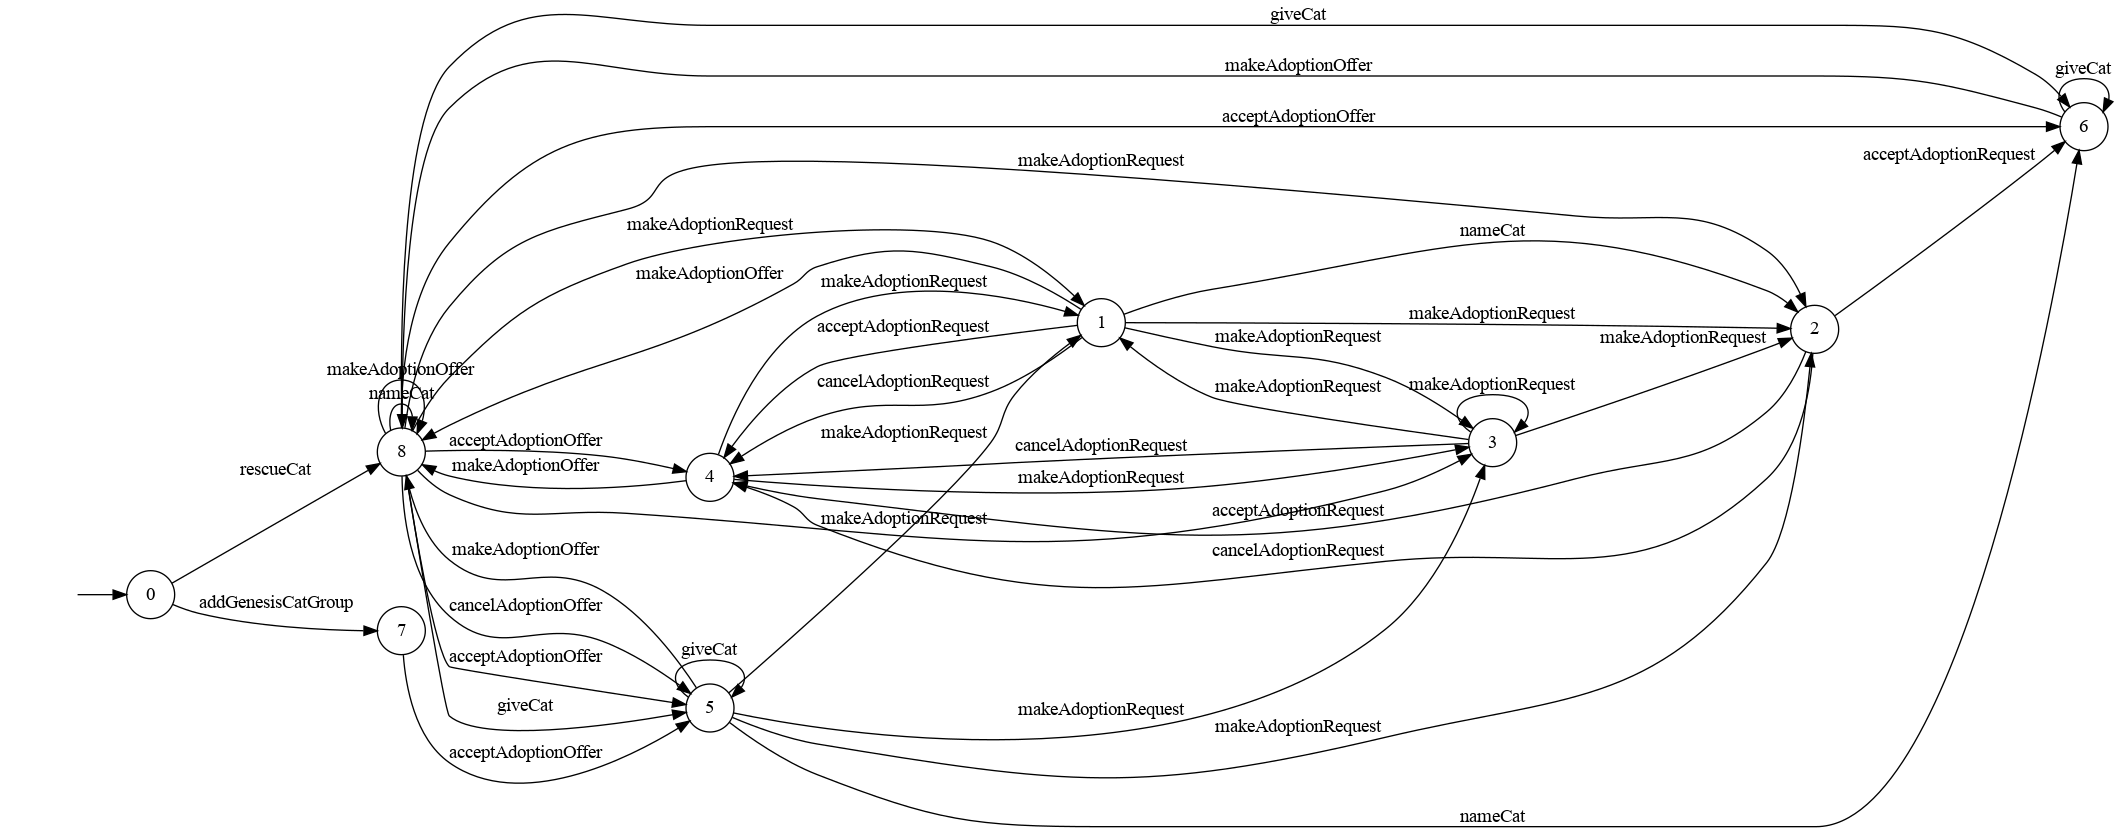 giveCat
makeAdoptionOffer
giveCat
acceptAdoptionOffer
6
makeAdoptionRequest
acceptAdoptionRequest
makeAdoptionRequest
nameCat
makeAdoptionOffer
makeAdoptionRequest
1
makeAdoptionRequest
2
acceptAdoptionRequest
makeAdoptionRequest
makeAdoptionRequest
makeAdoptionOffer
nameCat
cancelAdoptionRequest
makeAdoptionRequest
makeAdoptionRequest
makeAdoptionRequest
8
acceptAdoptionOffer
cancelAdoptionRequest
3
rescueCat
makeAdoptionOffer
4
makeAdoptionRequest
makeAdoptionRequest
acceptAdoptionRequest
makeAdoptionOffer
cancelAdoptionRequest
0
addGenesisCatGroup
cancelAdoptionOffer
7
acceptAdoptionOffer
giveCat
giveCat
5
makeAdoptionRequest
makeAdoptionRequest
acceptAdoptionOffer
nameCat